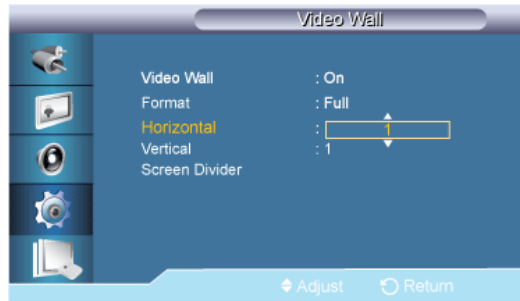 Video Wall
Video Wall : On
Format : Full
Horizontal : 1
Vertical : 1
Screen Divider
Adjust Return